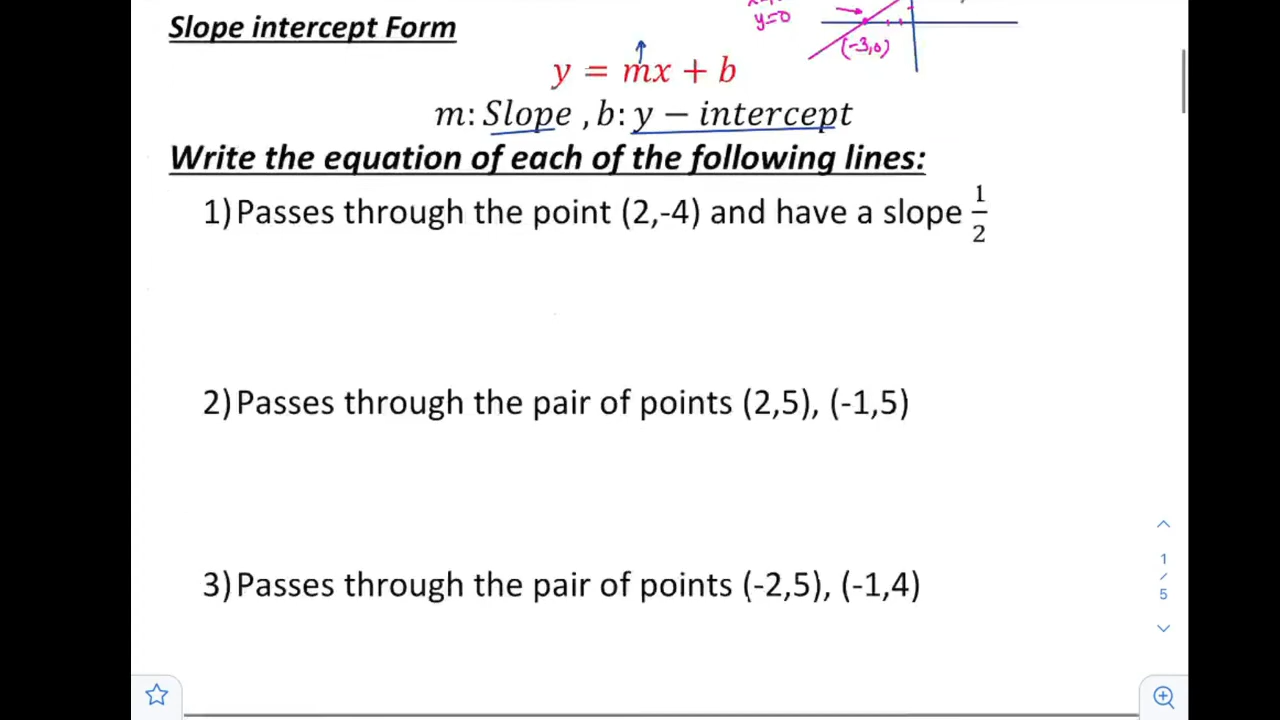 Slope intercept Form
y=0
(-3,0)
y = mx + b
m: Slope , b: y − intercept
Write the equation of each of the following lines:
1) Passes through the point (2,-4) and have a slope 1/2
2) Passes through the pair of points (2,5), (-1,5)
3) Passes through the pair of points (-2,5), (-1,4)
1
/
5